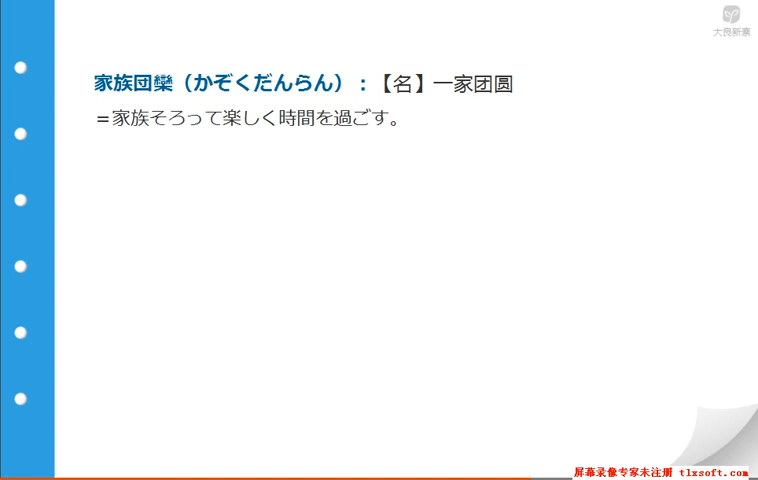 大良新寨
家族団欒（かぞくだんらん）：【名】一家团圆
＝家族そろって楽しく時間を過ごす。
屏幕录像专家未注册 tlxsoft.com